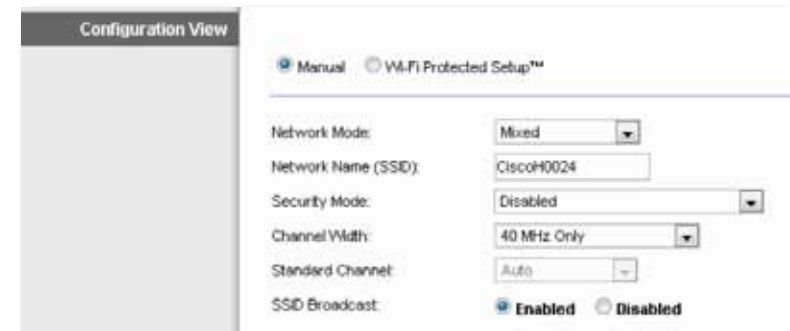 Configuration View
Manual Wi-Fi Protected Setup™
Network Mode: Mixed
Network Name (SSID): CiscoH0024
Security Mode: Disabled
Channel Width: 40 MHz Only
Standard Channel: Auto
SSID Broadcast: Enabled Disabled